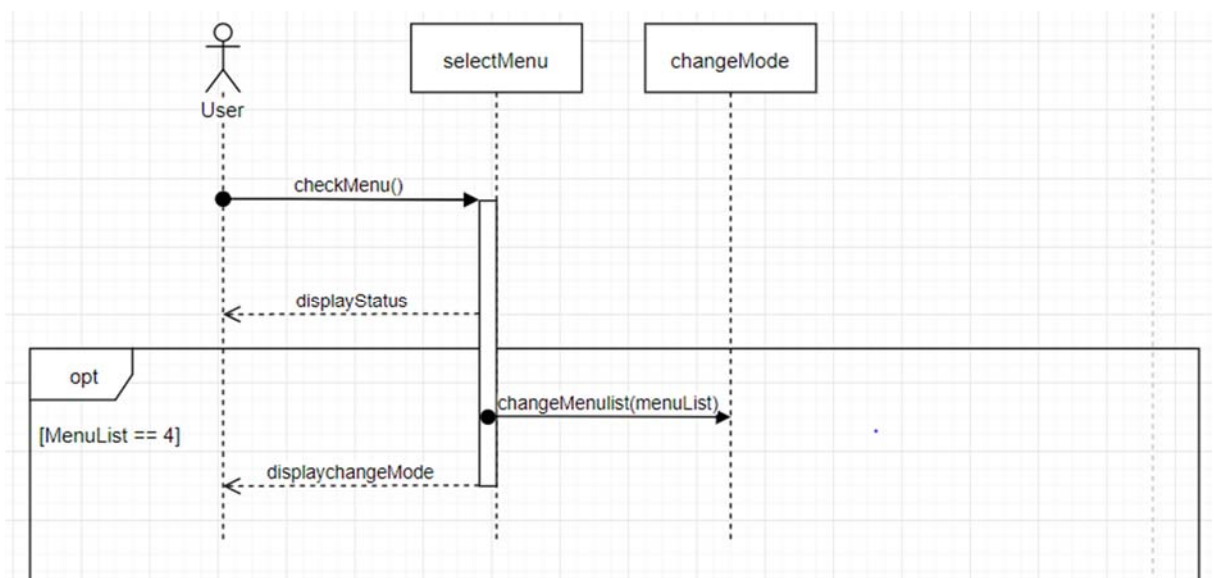 selectMenu
changeMode
User
checkMenu()
displayStatus
opt
changeMenulist(menuList)
[MenuList == 4]
displaychangeMode